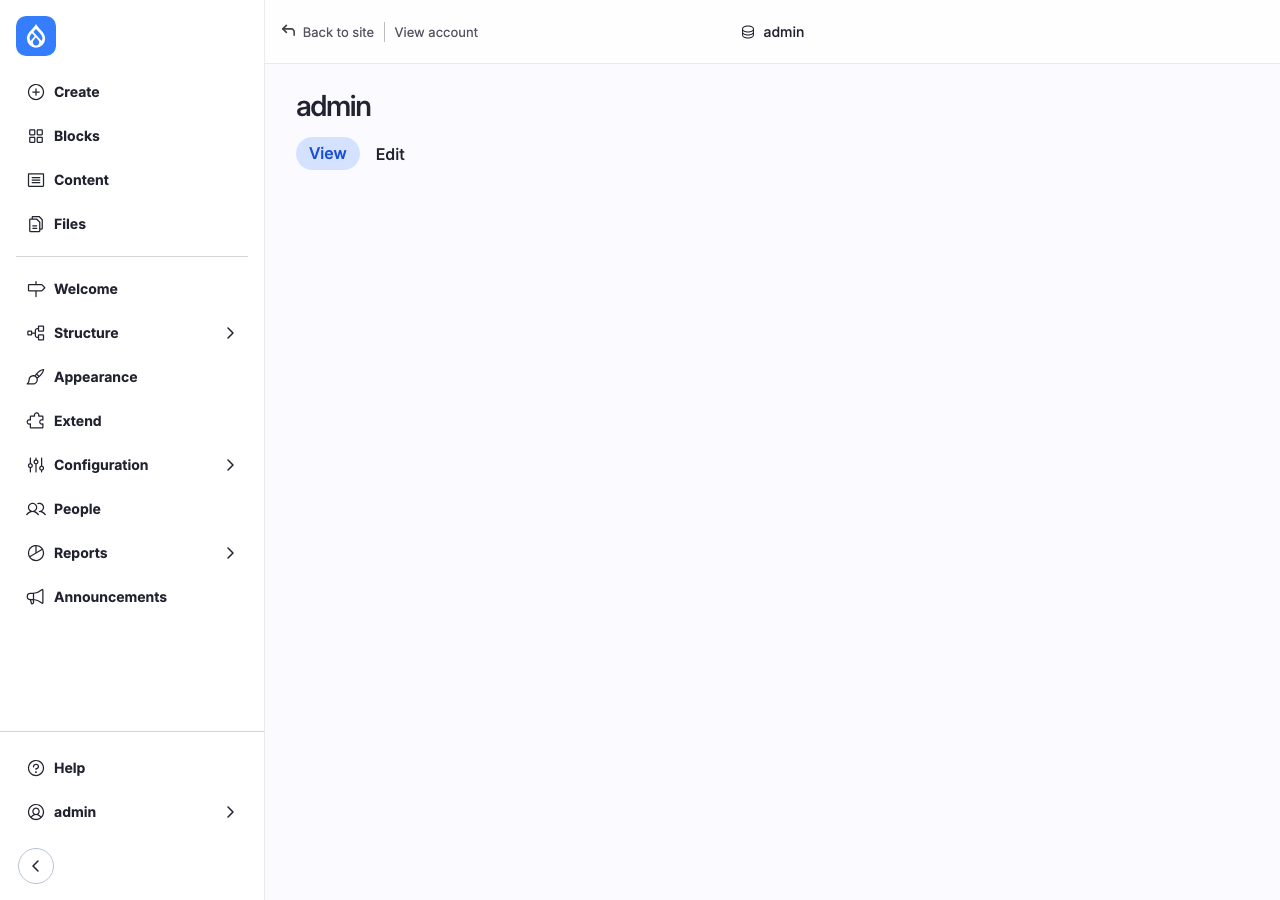 Back to site
View account
admin
Create
Blocks
Content
Files
Welcome
Structure
Appearance
Extend
Configuration
People
Reports
Announcements
Help
admin
admin
View
Edit